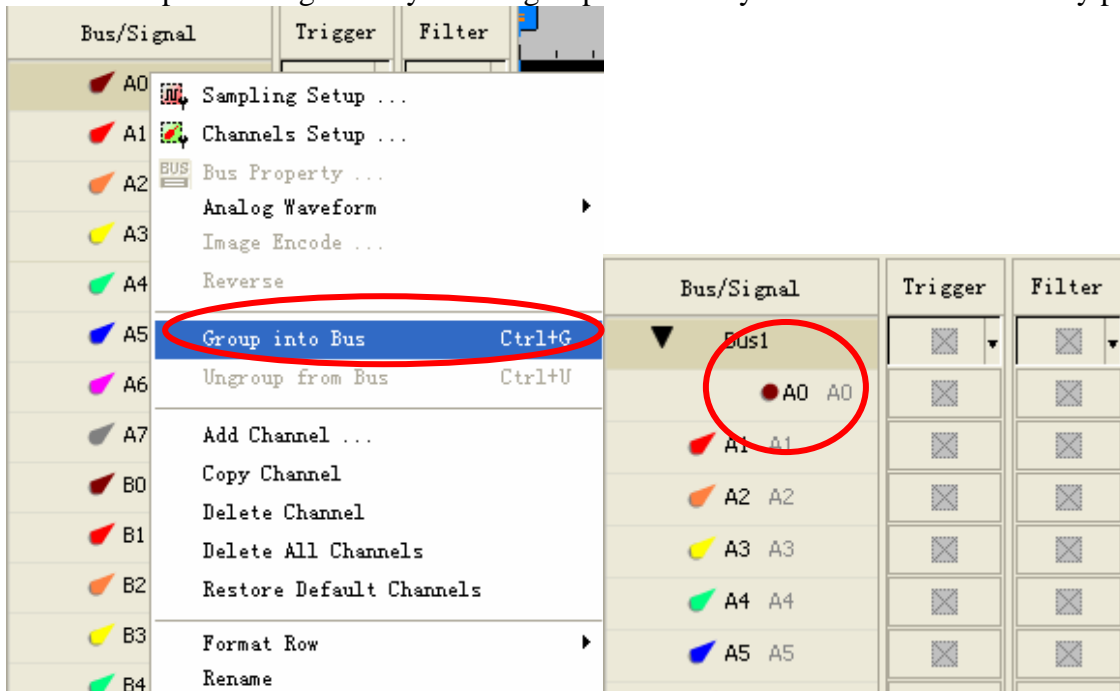 Bus/Signal Trigger Filter
A0
Sampling Setup ...
A1 Channels Setup ...
BUS Bus Property ...
A2
Analog Waveform
A3
Image Encode ...
A4 Reverse
A5 Group into Bus Ctrl+G
A6 Ungroup from Bus Ctrl+U
A7 Add Channel ...
B0 Copy Channel
Delete Channel
B1
Delete All Channels
B2 Restore Default Channels
B3 Format Row
B4 Rename
Bus/Signal Trigger Filter
Bus1
A0 A0
A1 A1
A2 A2
A3 A3
A4 A4
A5 A5